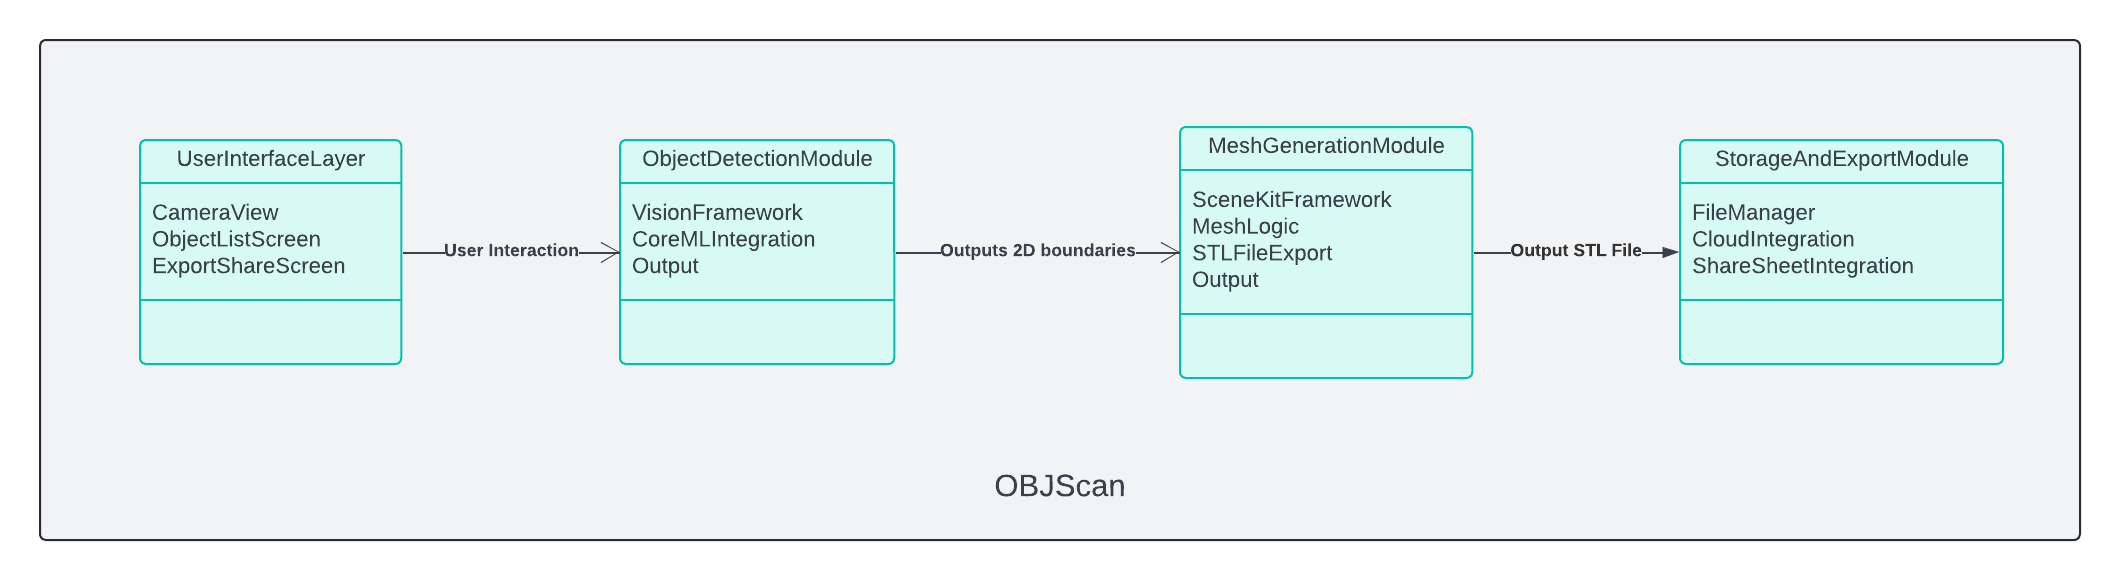 UserInterfaceLayer
CameraView
ObjectListScreen
ExportShareScreen
User Interaction
ObjectDetectionModule
VisionFramework
CoreMLIntegration
Output
Outputs 2D boundaries
MeshGenerationModule
SceneKitFramework
MeshLogic
STLFileExport
Output
Output STL File
StorageAndExportModule
FileManager
CloudIntegration
ShareSheetIntegration
OBJScan